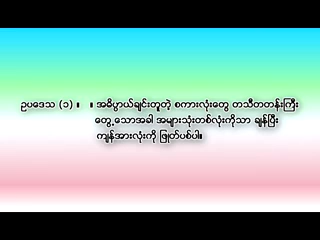 ဥပဒေသ (၁) ။ ။ အဓိပ္ပာယ်ချင်းတူတဲ့ စကားလုံးတွေ တသီတတန်းကြီး
တွေ့သောအခါ အများသုံးတစ်လုံးကိုသာ ချန်ပြီး
ကျန်အားလုံးကို ဖြုတ်ပစ်ပါ။